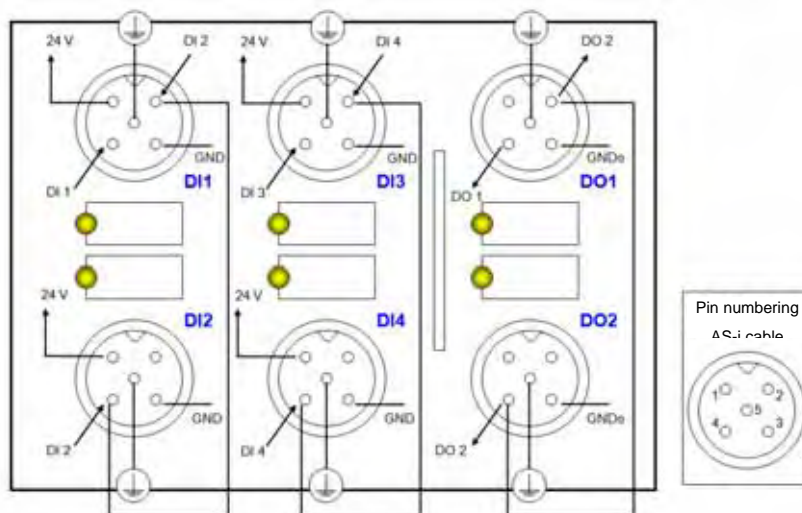 24 V
DI 2
24 V
DI 4
DO 2
GND
GND
GNDo
DI 1
DI1
DI 3
DI3
DO 1
DO1
24 V
24 V
DI2
DI4
DO2
GND
GND
GNDo
DI 2
DI 4
DO 2
Pin numbering
AS-i cable
1
2
5
4
3